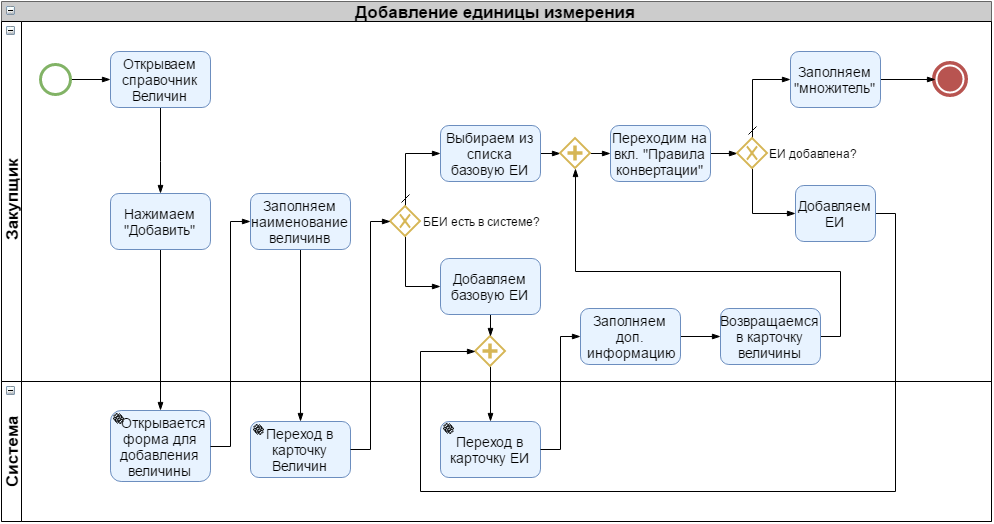 Добавление единицы измерения
Закупщик
Открываем
справочник
Величин
Нажимаем
"Добавить"
Заполняем
наименование
величинв
Выбираем из
списка
базовую ЕИ
БЕИ есть в системе?
Добавляем
базовую ЕИ
Переходим на
вкл. "Правила
конвертации"
ЕИ добавлена?
Заполняем
"множитель"
Добавляем
ЕИ
Заполняем
доп.
информацию
Возвращаемся
в карточку
величины
Система
Открывается
форма для
добавления
величины
Переход в
карточку
Величин
Переход в
карточку ЕИ